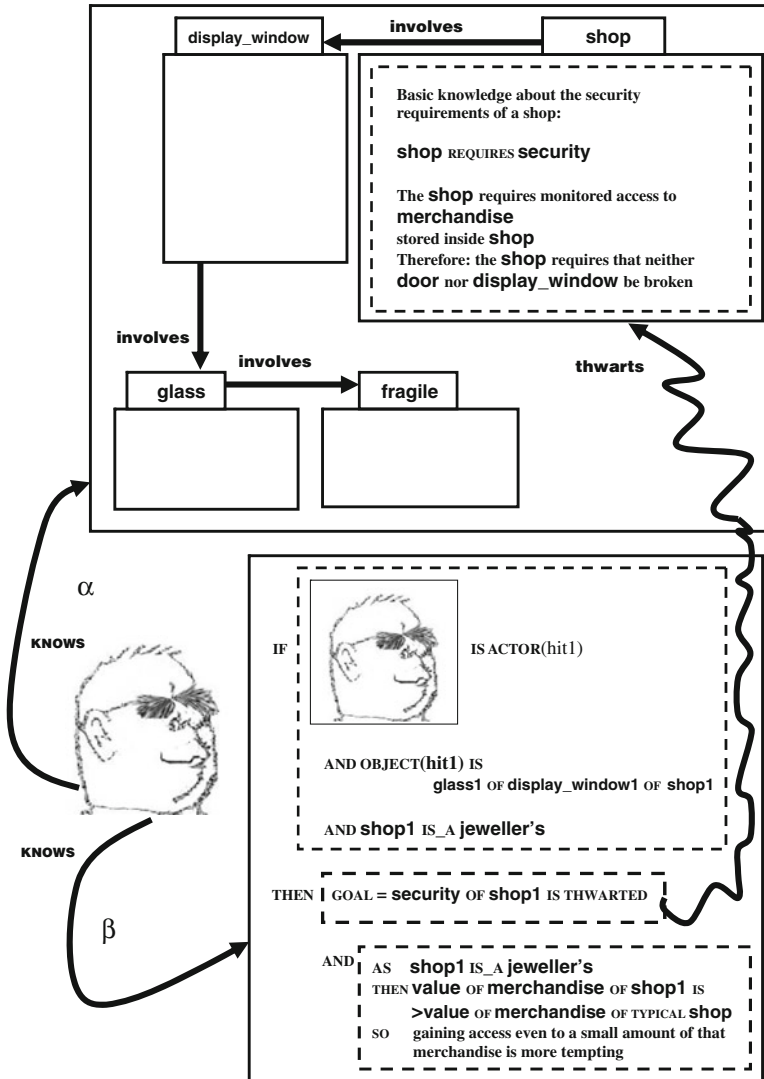 involves
display_window
shop
Basic knowledge about the security
requirements of a shop:
shop REQUIRES security
The shop requires monitored access to
merchandise
stored inside shop
Therefore: the shop requires that neither
door nor display_window be broken
involves
involves
thwarts
glass
fragile
α
KNOWS
IF
IS ACTOR(hit1)
AND OBJECT(hit1) IS
glass1 OF display_window1 OF shop1
AND shop1 IS_A jeweller's
KNOWS
β
THEN
GOAL = security OF shop1 IS THWARTED
AND
AS shop1 IS_A jeweller's
THEN value OF merchandise OF shop1 IS
>value OF merchandise OF TYPICAL shop
SO gaining access even to a small amount of that
merchandise is more tempting